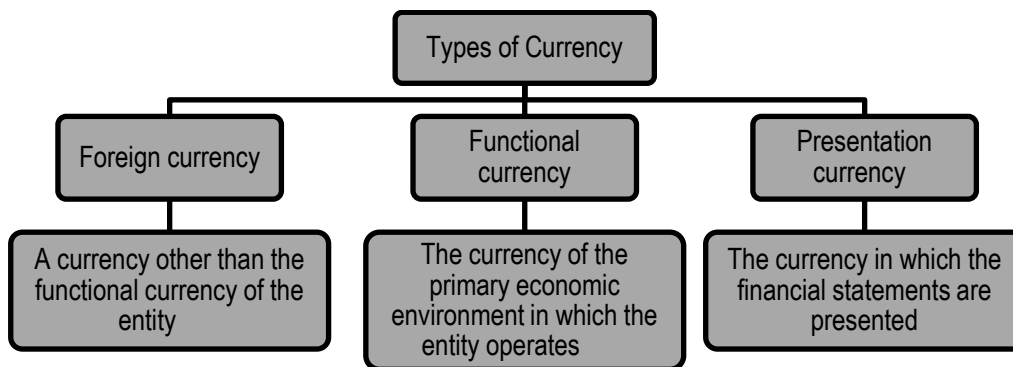 Types of Currency
Foreign currency
Functional
currency
Presentation
currency
A currency other than the
functional currency of the
entity
The currency of the
primary economic
environment in which the
entity operates
The currency in which the
financial statements are
presented